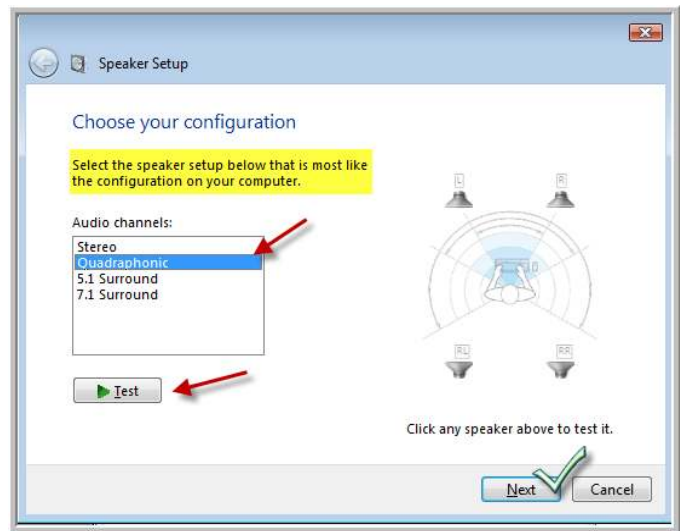 Speaker Setup
Choose your configuration
Select the speaker setup below that is most like
the configuration on your computer.
L
R
Audio channels:
Stereo
Quadraphonic
5.1 Surround
7.1 Surround
RL
RR
Test
Click any speaker above to test it.
Next
Cancel